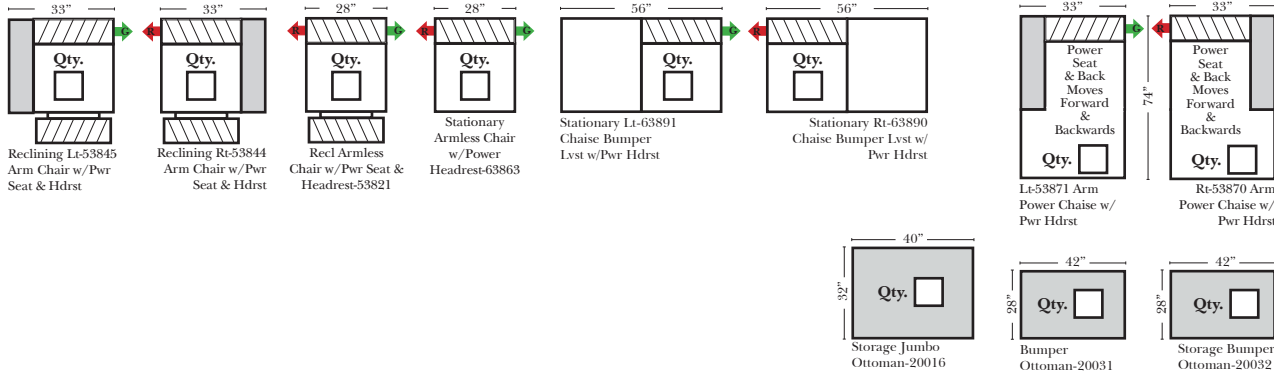 33”
G
Qty.
Reclining Lt-53845
Arm Chair w/Pwr
Seat & Hdrst
33”
R
Qty.
Reclining Rt-53844
Arm Chair w/Pwr
Seat & Hdrst
28”
R
G
Qty.
Recl Armless
Chair w/Pwr Seat &
Headrest-53821
28”
R
G
Qty.
Stationary
Armless Chair
w/Power
Headrest-63863
56”
G
Qty.
Stationary Lt-63891
Chaise Bumper
Lvst w/Pwr Hdrst
56”
R
Qty.
Stationary Rt-63890
Chaise Bumper Lvst w/
Pwr Hdrst
33”
G
Power
Seat
& Back
Moves
Forward
&
Backwards
Qty.
74”
Lt-53871 Arm
Power Chaise w/
Pwr Hdrst
33”
R
Power
Seat
& Back
Moves
Forward
&
Backwards
Qty.
Rt-53870 Arm
Power Chaise w/
Pwr Hdrst
40”
32”
Qty.
Storage Jumbo
Ottoman-20016
42”
28”
Qty.
Bumper
Ottoman-20031
42”
28”
Qty.
Storage Bumper
Ottoman-20032